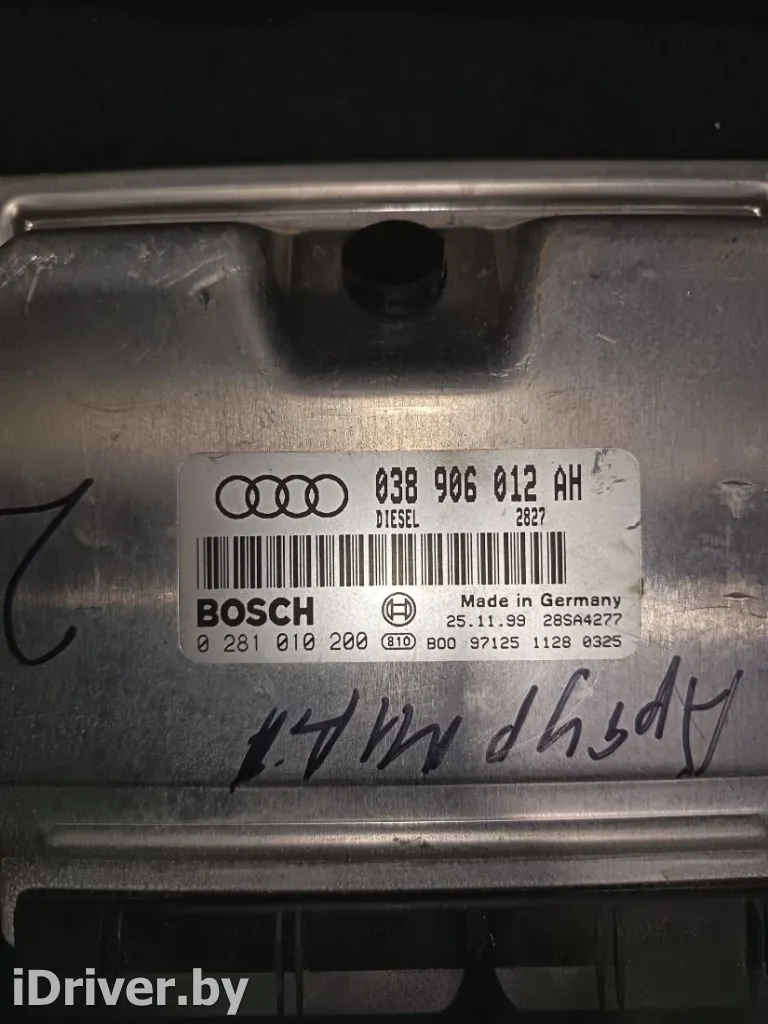 038 906 012 AH
DIESEL 2827
BOSCH
Made in Germany
25.11.99 28SA4277
0 281 010 200 810 B00 97125 1128 0325
2
iDriver.by